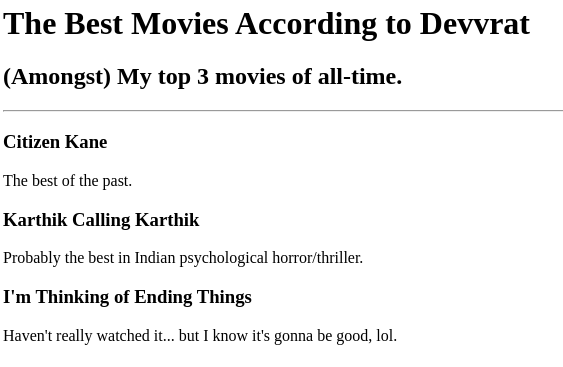 The Best Movies According to Devvrat
(Amongst) My top 3 movies of all-time.
Citizen Kane
The best of the past.
Karthik Calling Karthik
Probably the best in Indian psychological horror/thriller.
I'm Thinking of Ending Things
Haven't really watched it... but I know it's gonna be good, lol.